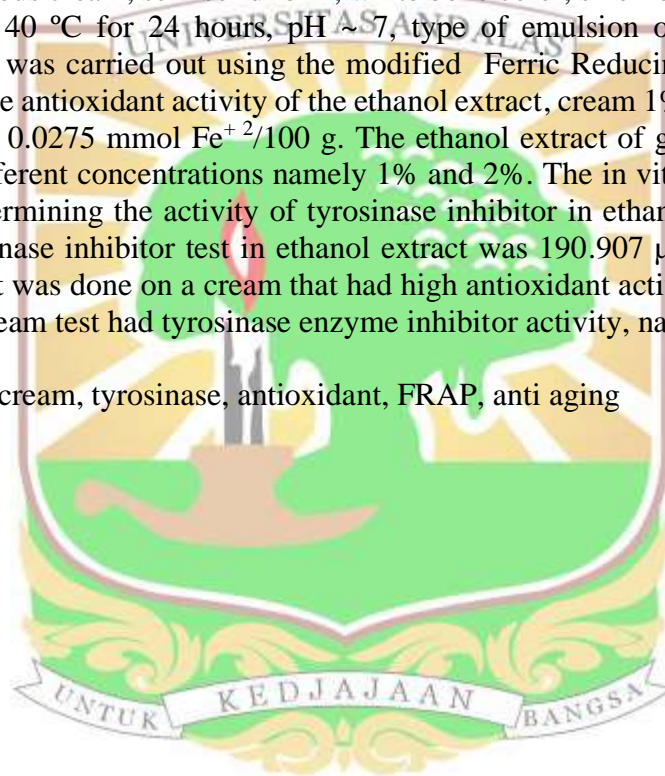 UNIVERSITAS ANDALAS
40 ºC for 24 hours, pH ~ 7, type of emulsion o
was carried out using the modified Ferric Reducin
e antioxidant activity of the ethanol extract, cream 1%
0.0275 mmol Fe⁺ ²/100 g. The ethanol extract of g
ferent concentrations namely 1% and 2%. The in vit
ermining the activity of tyrosinase inhibitor in ethan
nase inhibitor test in ethanol extract was 190.907 μ
t was done on a cream that had high antioxidant acti
eam test had tyrosinase enzyme inhibitor activity, na
cream, tyrosinase, antioxidant, FRAP, anti aging
UNTUK KEDJAJAAN BANGSA